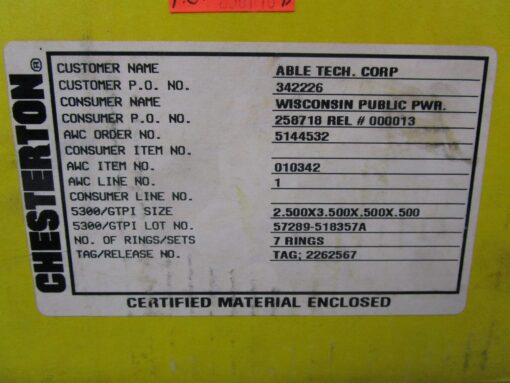 CHESTERTON®
CUSTOMER NAME ABLE TECH. CORP
CUSTOMER P.O. NO. 342226
CONSUMER NAME WISCONSIN PUBLIC PWR.
CONSUMER P.O. NO. 258718 REL # 000013
AWC ORDER NO. 5144532
CONSUMER ITEM NO.
AWC ITEM NO. 010342
AWC LINE NO. 1
CONSUMER LINE NO.
5300/GTPI SIZE 2.500X3.500X.500X.500
5300/GTPI LOT NO. 57289-518357A
NO. OF RINGS/SETS 7 RINGS
TAG/RELEASE NO. TAG; 2262567
CERTIFIED MATERIAL ENCLOSED